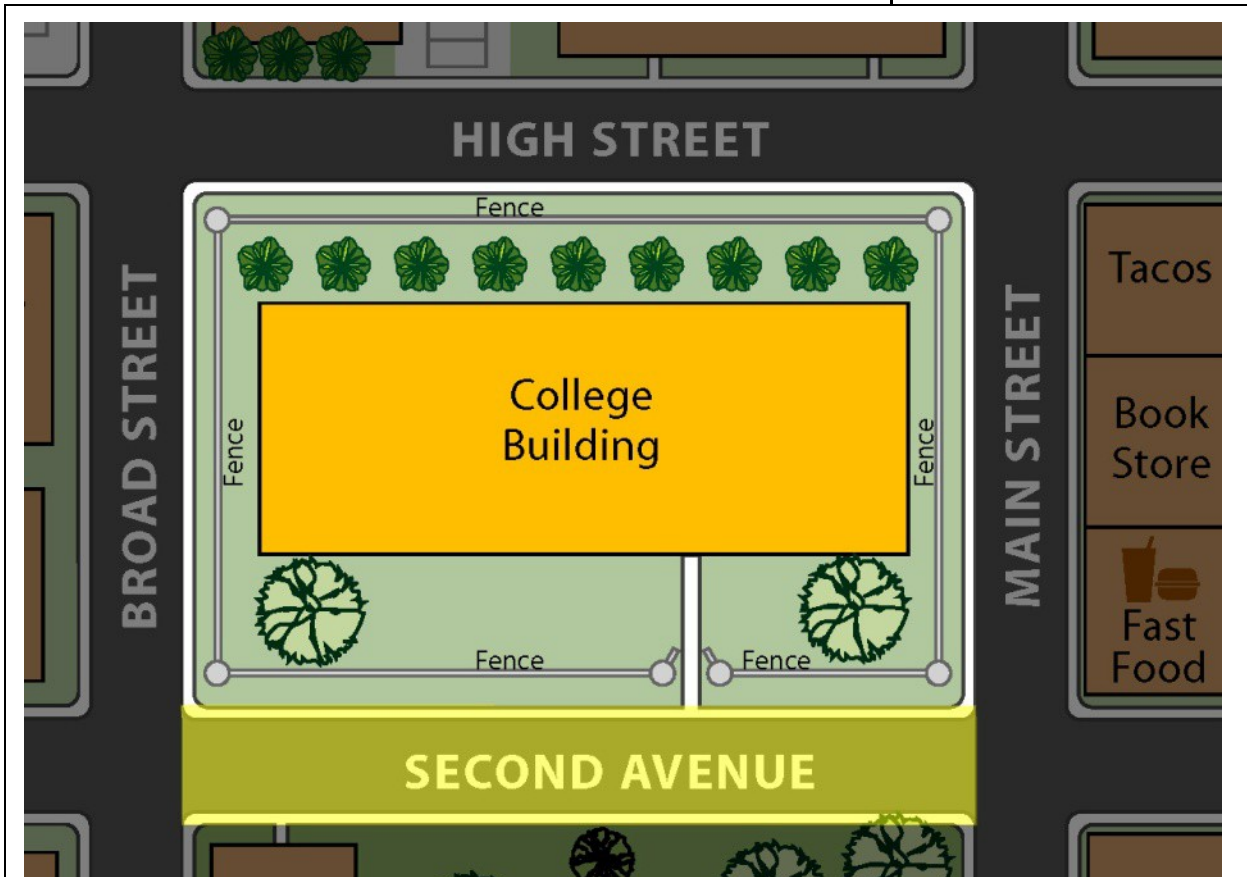 HIGH STREET
Fence
BROAD STREET
Fence
College
Building
Fence
MAIN STREET
Tacos
Book
Store
Fast
Food
Fence
Fence
SECOND AVENUE